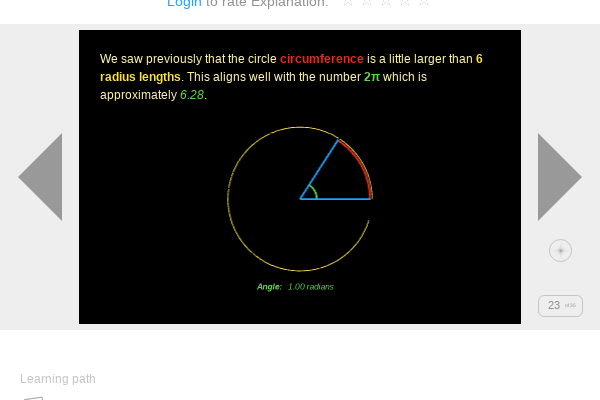 Login to rate Explanation:
We saw previously that the circle circumference is a little larger than 6
radius lengths. This aligns well with the number 2π which is
approximately 6.28.
Angle: 1.00 radians
23 of 36
Learning path